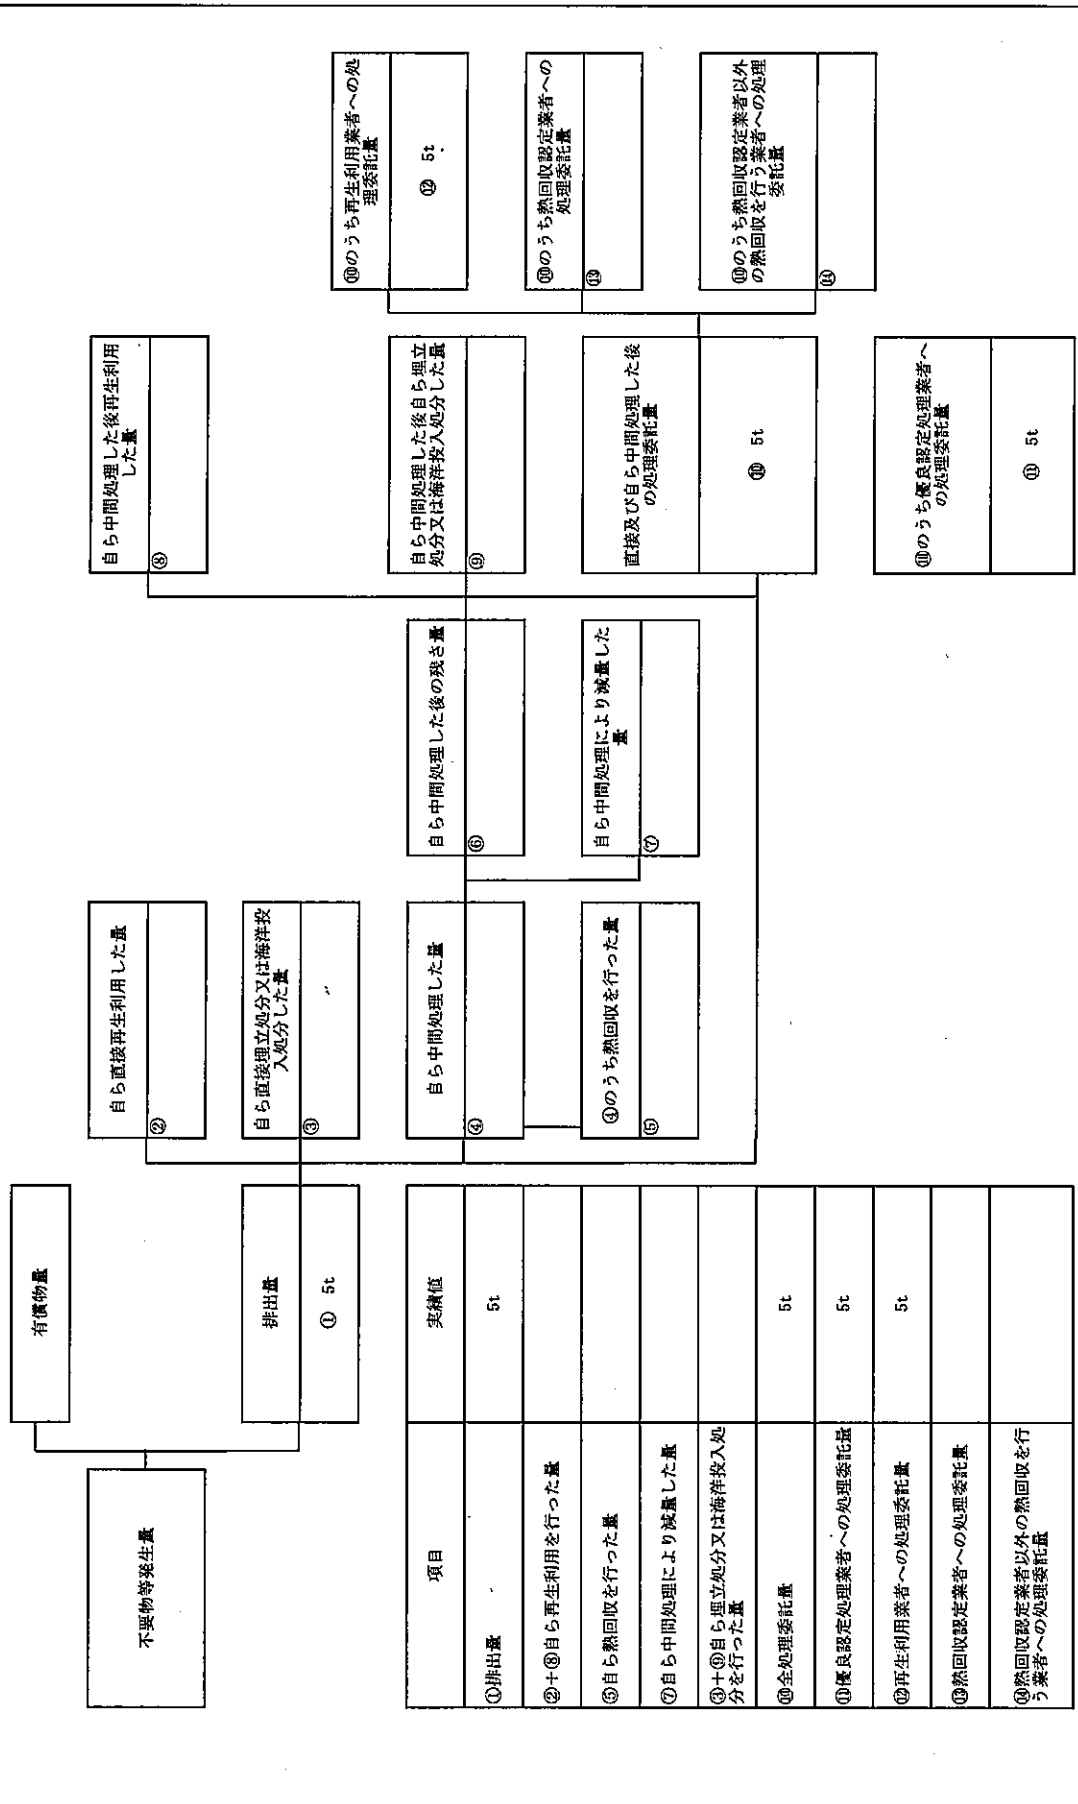 不要物等発生量
有償物量
排出量
① 5t
自ら直接再生利用した量
②
自ら直接埋立処分又は海洋投
入処分した量
③
自ら中間処理した量
④
④のうち熱回収を行った量
⑤
自ら中間処理した後の残さ量
⑥
自ら中間処理により減量した
量
⑦
自ら中間処理した後再生利用
した量
⑧
自ら中間処理した後自ら埋立
処分又は海洋投入処分した量
⑨
直接及び自ら中間処理した後
の処理委託量
⑩ 5t
⑩のうち優良認定処理業者へ
の処理委託量
⑪ 5t
⑩のうち再生利用業者への処
理委託量
⑫ 5t
⑩のうち熱回収認定業者への
処理委託量
⑬
⑩のうち熱回収認定業者以外
の熱回収を行う業者への処理
委託量
⑭
項目 実績値
①排出量 5t
②+⑧自ら再生利用を行った量
⑤自ら熱回収を行った量
⑦自ら中間処理により減量した量
③+⑨自ら埋立処分又は海洋投入処
分を行った量
⑩全処理委託量 5t
⑪優良認定処理業者への処理委託量 5t
⑫再生利用業者への処理委託量 5t
⑬熱回収認定業者への処理委託量
⑭熱回収認定業者以外の熱回収を行
う業者への処理委託量